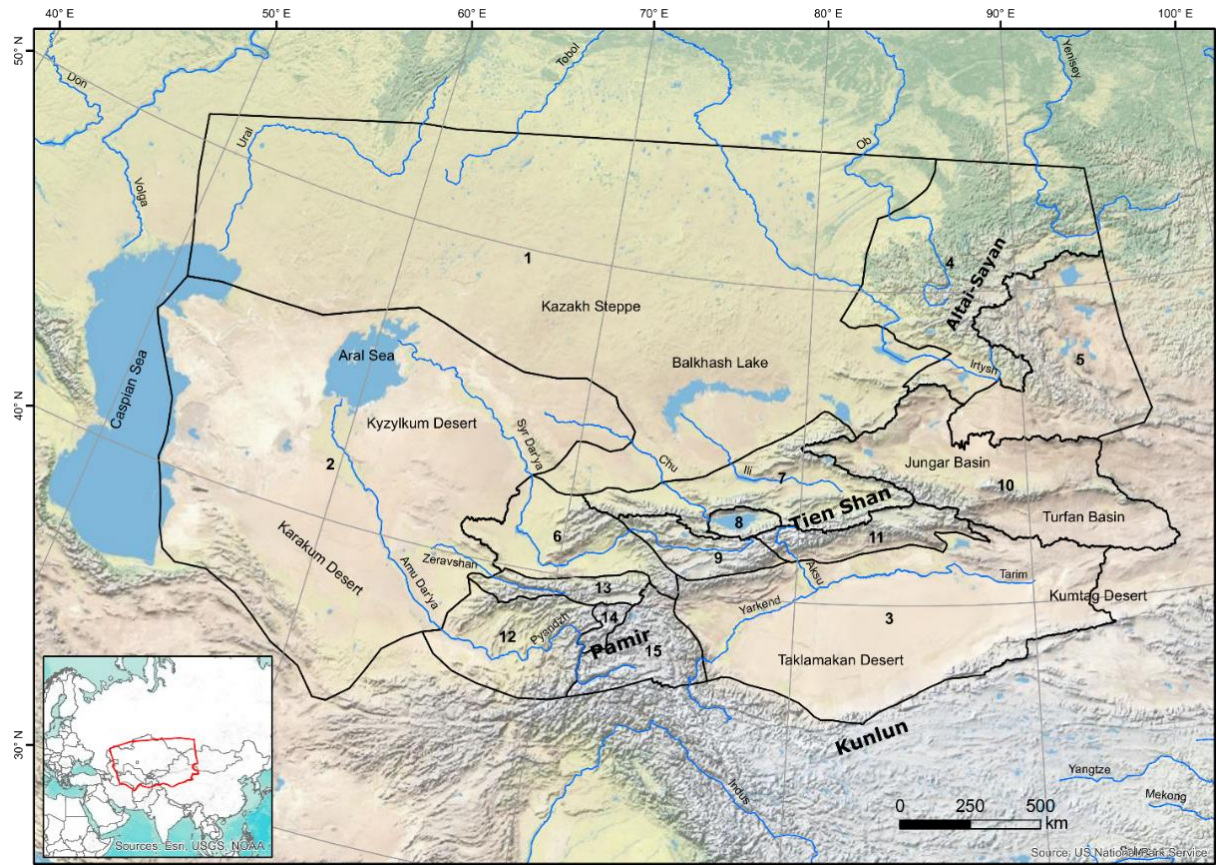 40° E
50° E
60° E
70° E
80° E
90° E
100° E
50° N
40° N
30° N
Don
Volga
Ural
Tobol
Ob
Yenisey
1
4
Altai-Sayan
5
Kazakh Steppe
Irtysh
Balkhash Lake
Aral Sea
Caspian Sea
Kyzylkum Desert
Syr Dar'ya
Chu
Ili
7
Jungar Basin
10
2
Tien Shan
8
Turfan Basin
6
9
11
Karakum Desert
Zeravshan
Amu Dar'ya
Aksu
Tarim
13
Kumtag Desert
Yarkend
3
14
12
Pyandzh
Pamir
15
Taklamakan Desert
Kunlun
Indus
Yangtze
Mekong
0 250 500
km
Sources: Esri, USGS, NOAA
Source: US National Park Service